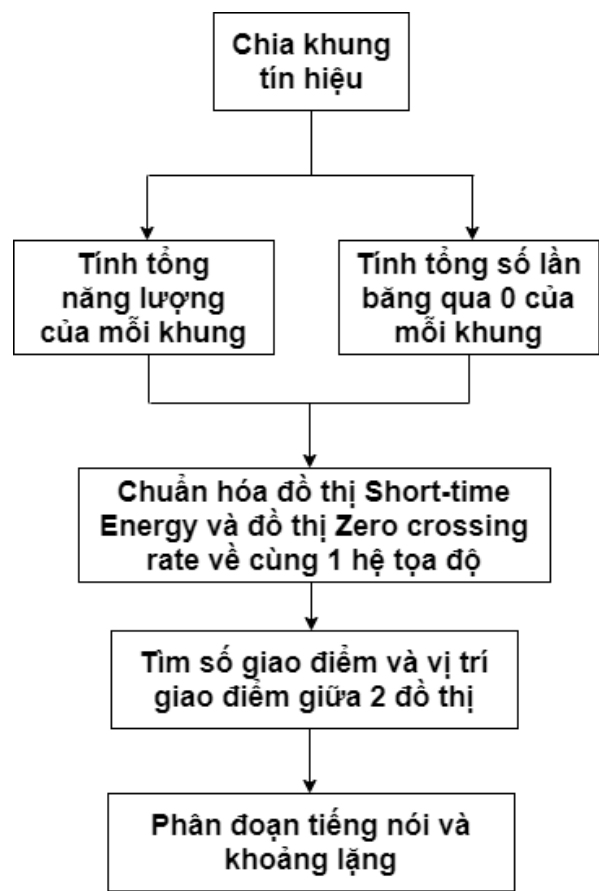 Chia khung
tín hiệu
Tính tổng
năng lượng
của mỗi khung
Tính tổng số lần
băng qua 0 của
mỗi khung
Chuẩn hóa đồ thị Short-time
Energy và đồ thị Zero crossing
rate về cùng 1 hệ tọa độ
Tìm số giao điểm và vị trí
giao điểm giữa 2 đồ thị
Phân đoạn tiếng nói và
khoảng lặng